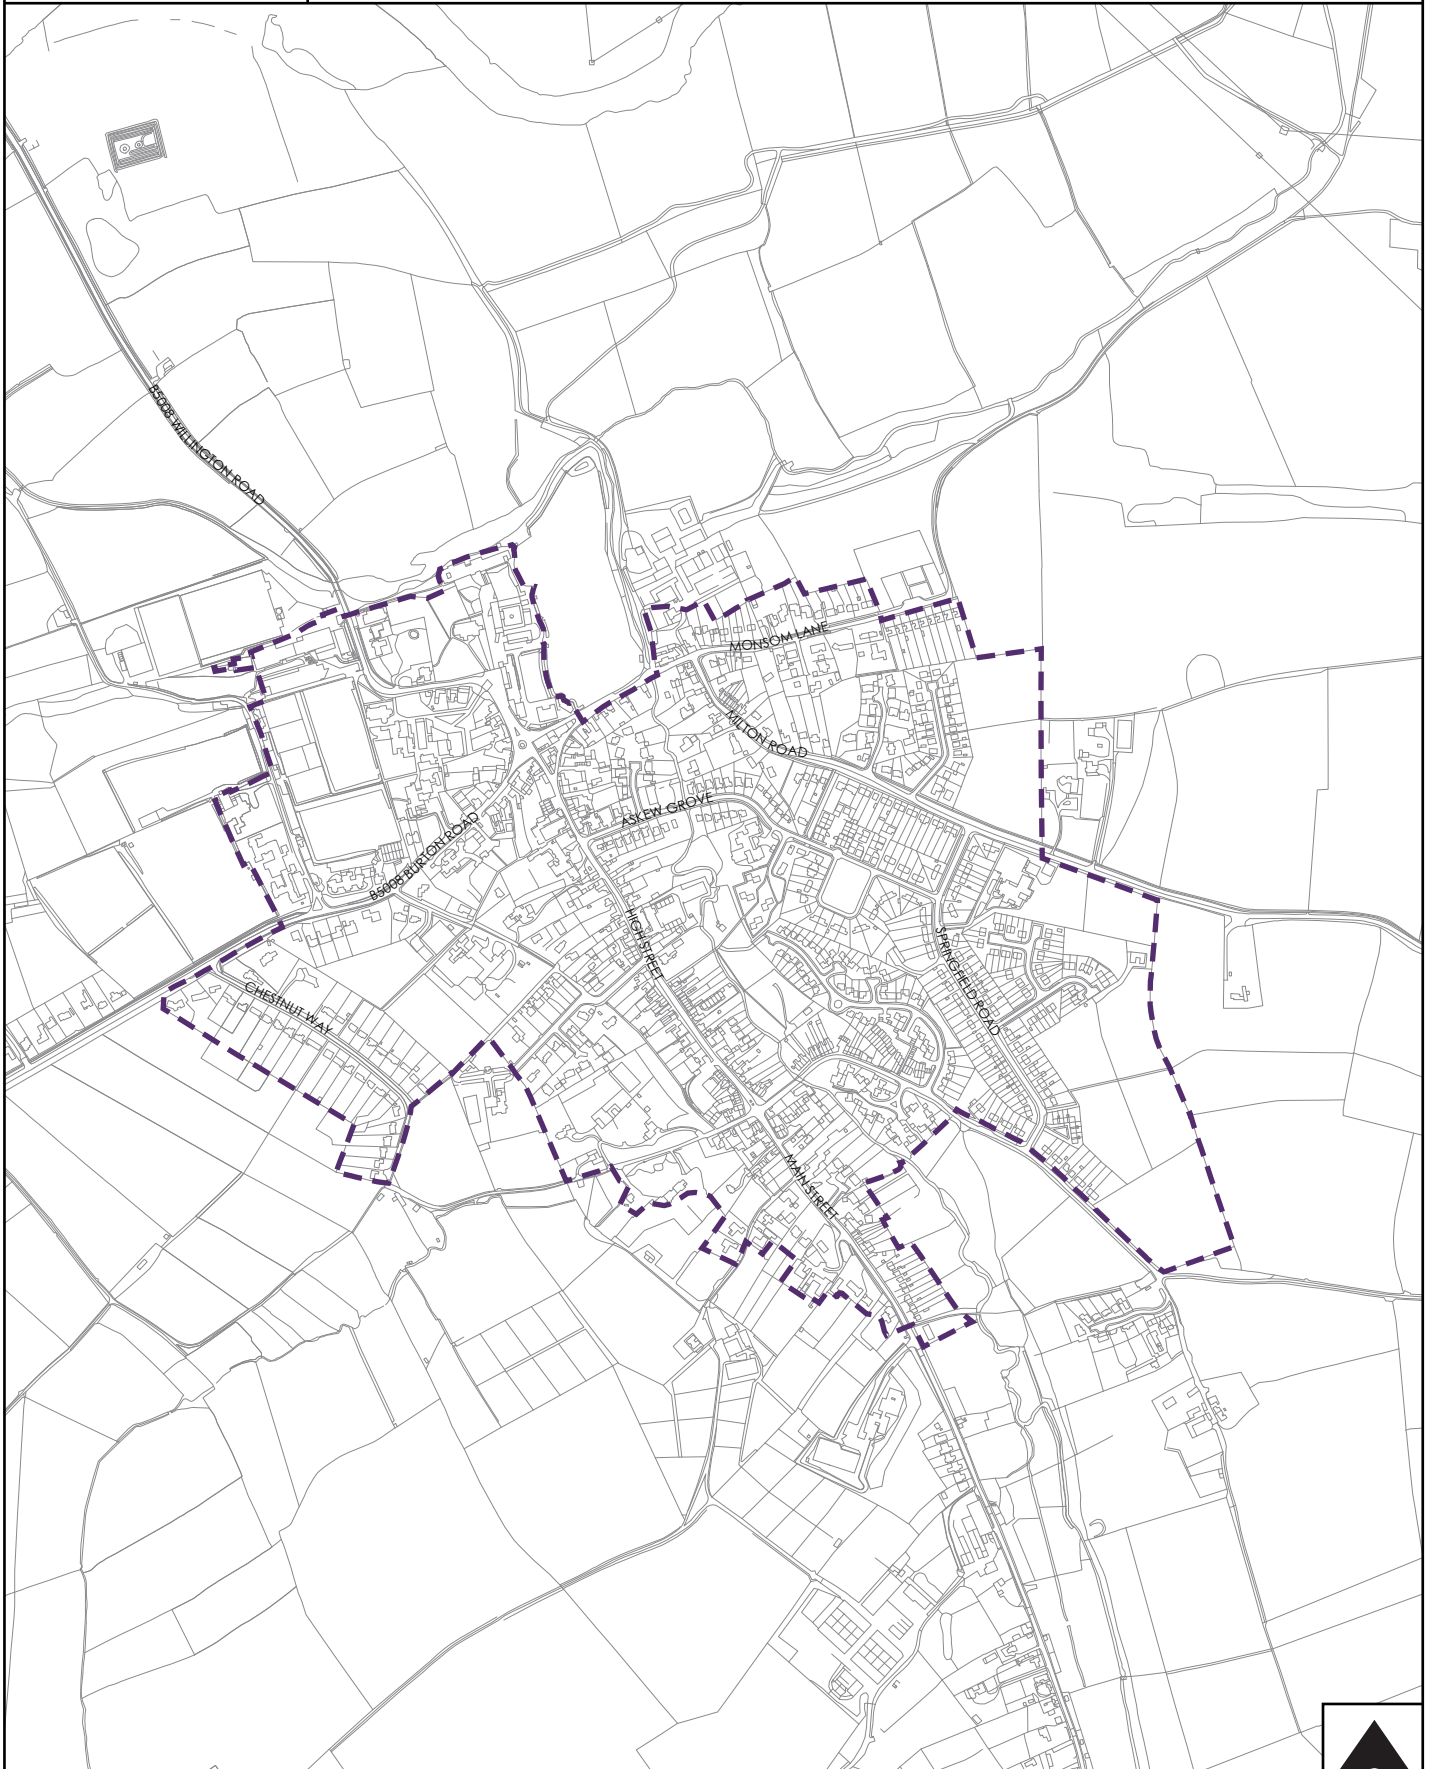 B5008 WILLINGTON ROAD
MONSOM LANE
MILTON ROAD
ASKEW GROVE
B5008 BURTON ROAD
HIGH STREET
SPRINGFIELD ROAD
CHESTNUT WAY
MAIN STREET